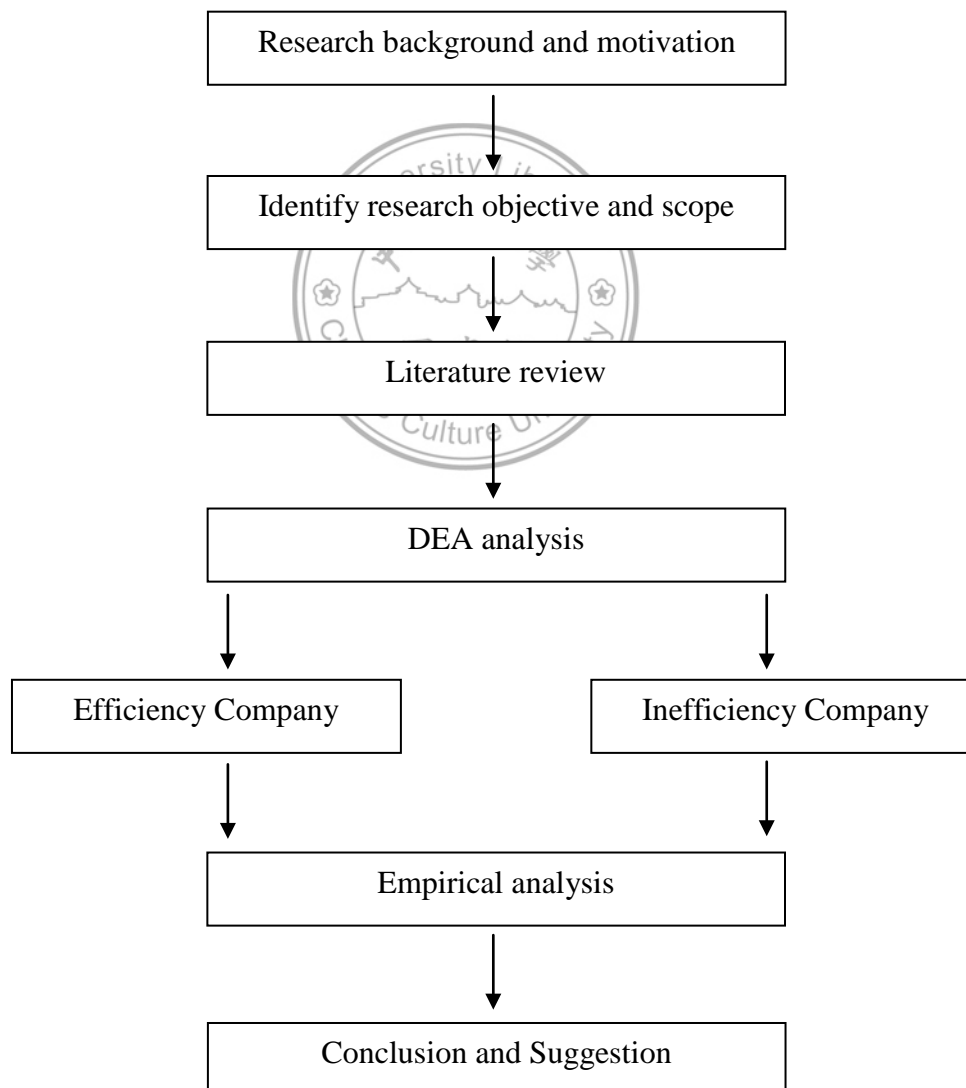 Research background and motivation
Identify research objective and scope
Literature review
Culture
DEA analysis
Efficiency Company
Inefficiency Company
Empirical analysis
Conclusion and Suggestion